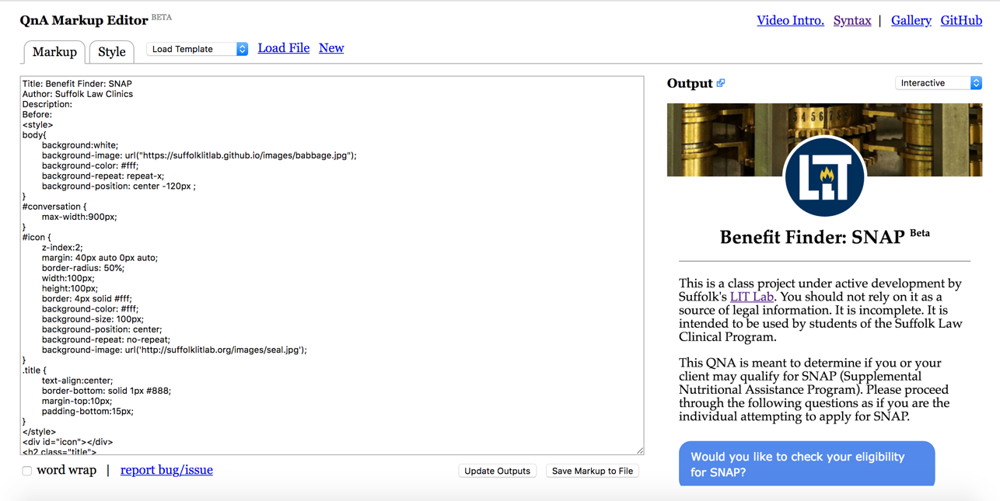 QnA Markup Editor BETA
Video Intro. Syntax | Gallery GitHub
Markup Style Load Template Load File New
Title: Benefit Finder: SNAP
Author: Suffolk Law Clinics
Description:
Before:
<style>
body{
background:white;
background-image: url("https://suffolklitlab.github.io/images/babbage.jpg");
background-color: #fff;
background-repeat: repeat-x;
background-position: center -120px ;
}
#conversation {
max-width:900px;
}
#icon {
z-index:2;
margin: 40px auto 0px auto;
border-radius: 50%;
width:100px;
height:100px;
border: 4px solid #fff;
background-color: #fff;
background-size: 100px;
background-position: center;
background-repeat: no-repeat;
background-image: url('http://suffolklitlab.org/images/seal.jpg');
}
.title {
text-align:center;
border-bottom: solid 1px #888;
margin-top:10px;
padding-bottom:15px;
}
</style>
<div id="icon"></div>
<h2 class="title">
word wrap | report bug/issue
Update Outputs Save Markup to File
Output Interactive
3 4 5 6 7 8
LIT
Benefit Finder: SNAP Beta
This is a class project under active development by
Suffolk's LIT Lab. You should not rely on it as a
source of legal information. It is incomplete. It is
intended to be used by students of the Suffolk Law
Clinical Program.
This QNA is meant to determine if you or your
client may qualify for SNAP (Supplemental
Nutritional Assistance Program). Please proceed
through the following questions as if you are the
individual attempting to apply for SNAP.
Would you like to check your eligibility
for SNAP?